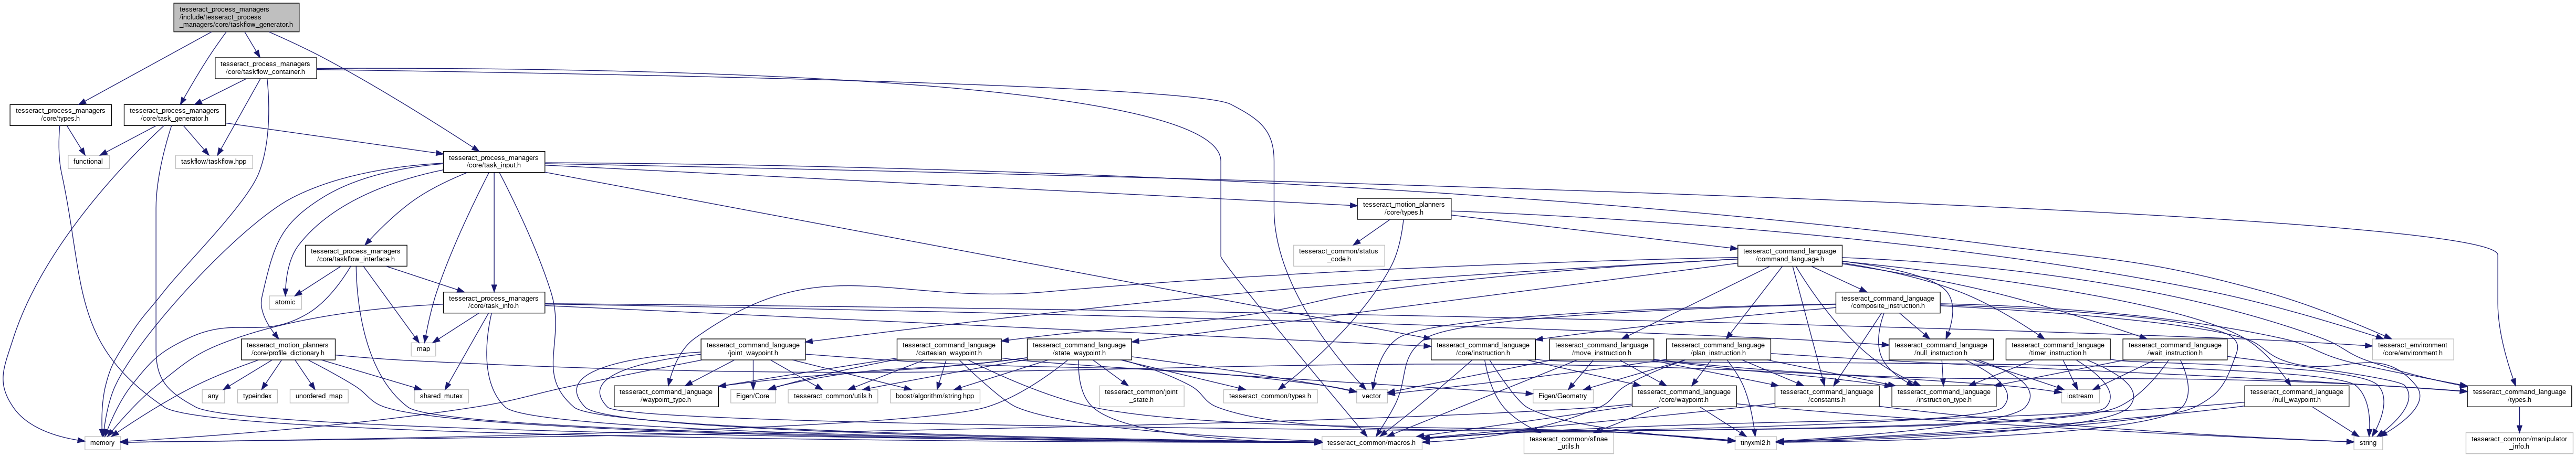 tesseract_process_managers
/include/tesseract_process
_managers/core/taskflow_generator.h
tesseract_process_managers
/core/taskflow_container.h
tesseract_process_managers
/core/types.h
tesseract_process_managers
/core/task_generator.h
functional
taskflow/taskflow.hpp
tesseract_process_managers
/core/task_input.h
tesseract_motion_planners
/core/types.h
tesseract_process_managers
/core/taskflow_interface.h
tesseract_common/status
_code.h
tesseract_command_language
/command_language.h
atomic
tesseract_process_managers
/core/task_info.h
tesseract_command_language
/composite_instruction.h
map
tesseract_motion_planners
/core/profile_dictionary.h
tesseract_command_language
/joint_waypoint.h
tesseract_command_language
/cartesian_waypoint.h
tesseract_command_language
/state_waypoint.h
tesseract_command_language
/core/instruction.h
tesseract_command_language
/move_instruction.h
tesseract_command_language
/plan_instruction.h
tesseract_command_language
/null_instruction.h
tesseract_command_language
/timer_instruction.h
tesseract_command_language
/wait_instruction.h
tesseract_environment
/core/environment.h
any
typeindex
unordered_map
shared_mutex
tesseract_command_language
/waypoint_type.h
Eigen/Core
tesseract_common/utils.h
boost/algorithm/string.hpp
tesseract_common/joint
_state.h
tesseract_common/types.h
vector
Eigen/Geometry
tesseract_command_language
/core/waypoint.h
tesseract_command_language
/constants.h
tesseract_command_language
/instruction_type.h
iostream
tesseract_command_language
/null_waypoint.h
tesseract_command_language
/types.h
memory
tesseract_common/macros.h
tesseract_common/sfinae
_utils.h
tinyxml2.h
string
tesseract_common/manipulator
_info.h